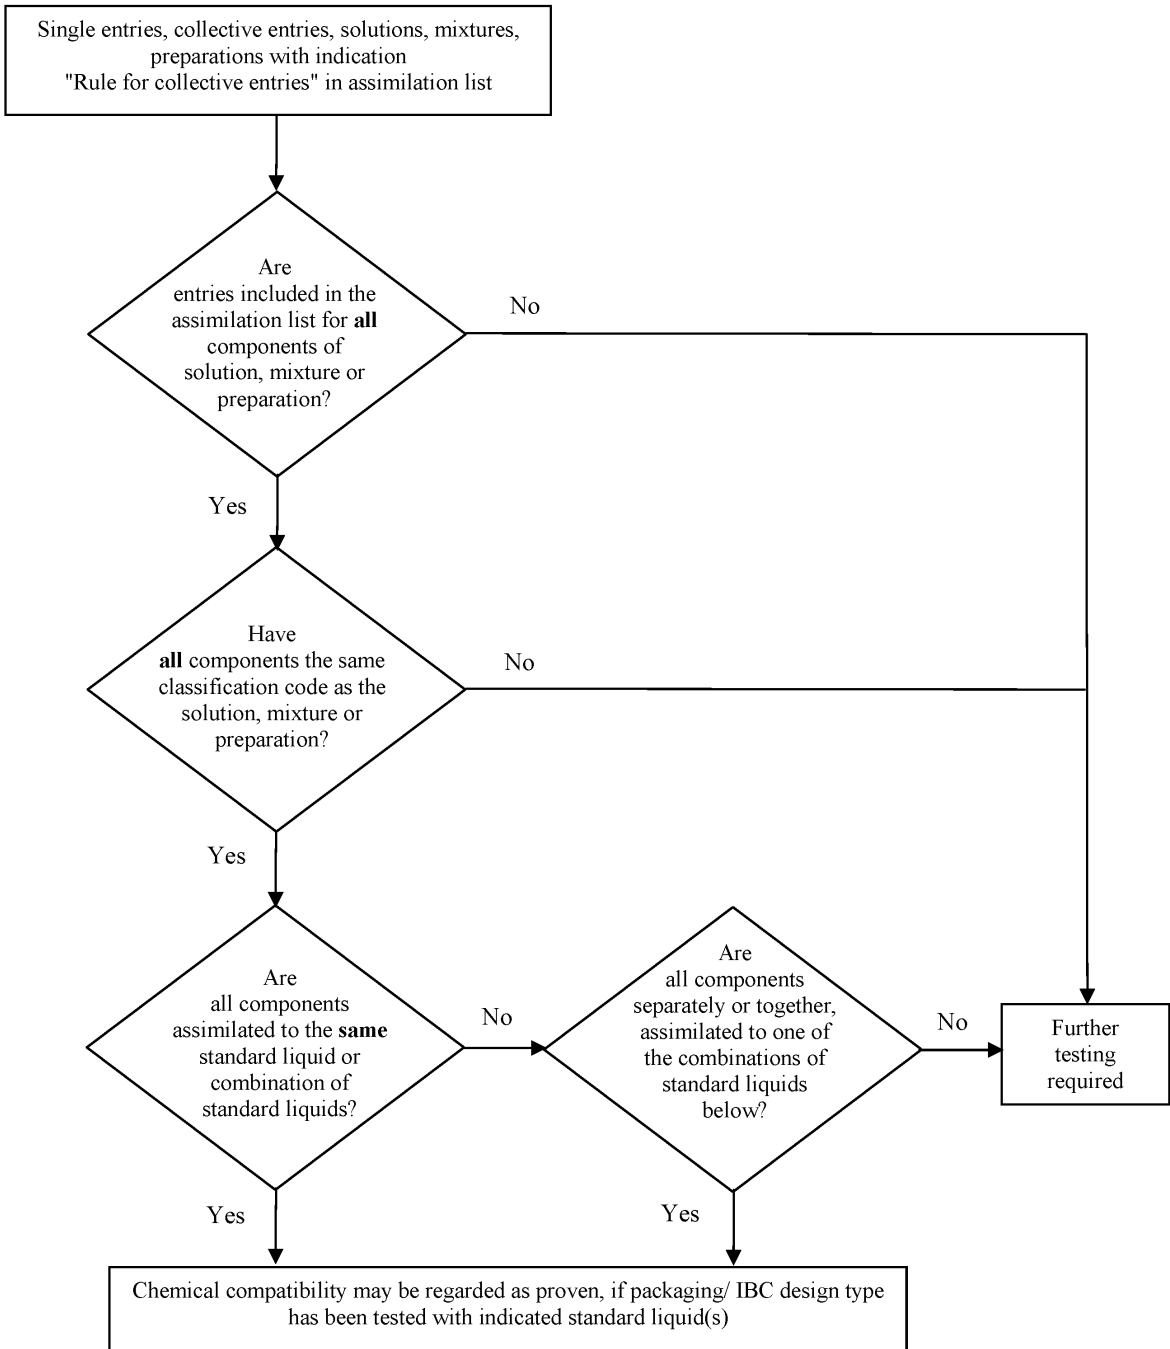 Single entries, collective entries, solutions, mixtures,
preparations with indication
"Rule for collective entries" in assimilation list
Are
entries included in the
assimilation list for all
components of
solution, mixture or
preparation?
No
Yes
Have
all components the same
classification code as the
solution, mixture or
preparation?
No
Yes
Are
all components
assimilated to the same
standard liquid or
combination of
standard liquids?
No
Are
all components
separately or together,
assimilated to one of
the combinations of
standard liquids
below?
No
Further
testing
required
Yes
Yes
Chemical compatibility may be regarded as proven, if packaging/ IBC design type
has been tested with indicated standard liquid(s)